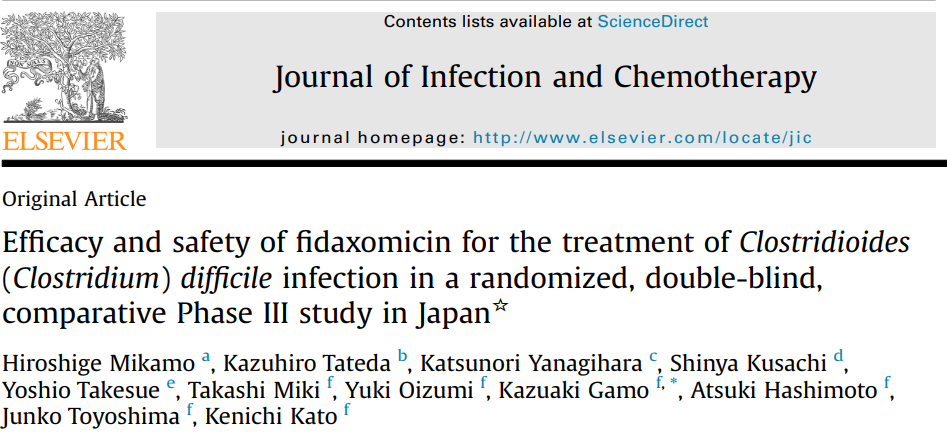 Contents lists available at ScienceDirect
Journal of Infection and Chemotherapy
journal homepage: http://www.elsevier.com/locate/jic
ELSEVIER
Original Article
Efficacy and safety of fidaxomicin for the treatment of Clostridioides
(Clostridium) difficile infection in a randomized, double-blind,
comparative Phase III study in Japan☆
Hiroshige Mikamo a, Kazuhiro Tateda b, Katsunori Yanagihara c, Shinya Kusachi d,
Yoshio Takesue e, Takashi Miki f, Yuki Oizumi f, Kazuaki Gamo f, *, Atsuki Hashimoto f,
Junko Toyoshima f, Kenichi Kato f